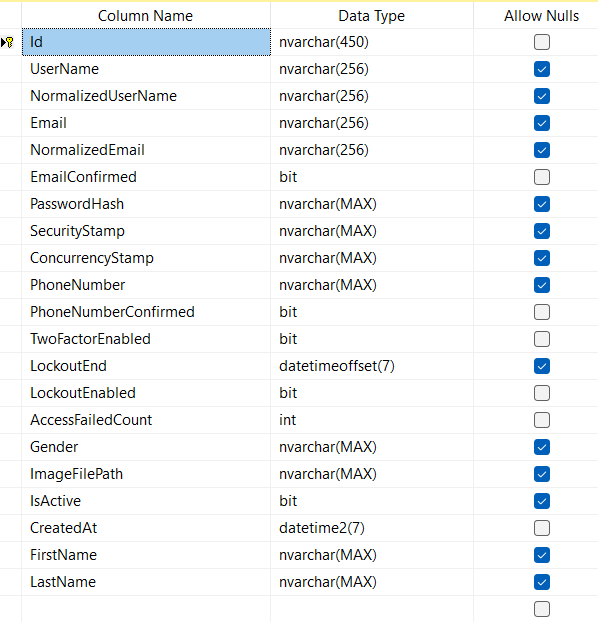 Column Name Data Type Allow Nulls
Id nvarchar(450)
UserName nvarchar(256)
NormalizedUserName nvarchar(256)
Email nvarchar(256)
NormalizedEmail nvarchar(256)
EmailConfirmed bit
PasswordHash nvarchar(MAX)
SecurityStamp nvarchar(MAX)
ConcurrencyStamp nvarchar(MAX)
PhoneNumber nvarchar(MAX)
PhoneNumberConfirmed bit
TwoFactorEnabled bit
LockoutEnd datetimeoffset(7)
LockoutEnabled bit
AccessFailedCount int
Gender nvarchar(MAX)
ImageFilePath nvarchar(MAX)
IsActive bit
CreatedAt datetime2(7)
FirstName nvarchar(MAX)
LastName nvarchar(MAX)